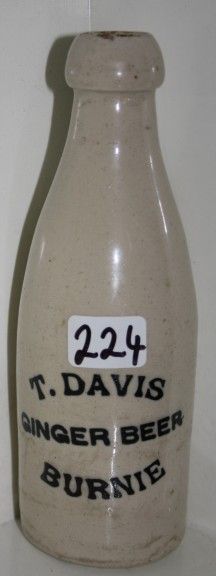 224
T. DAVIS
GINGER BEER
BURNIE